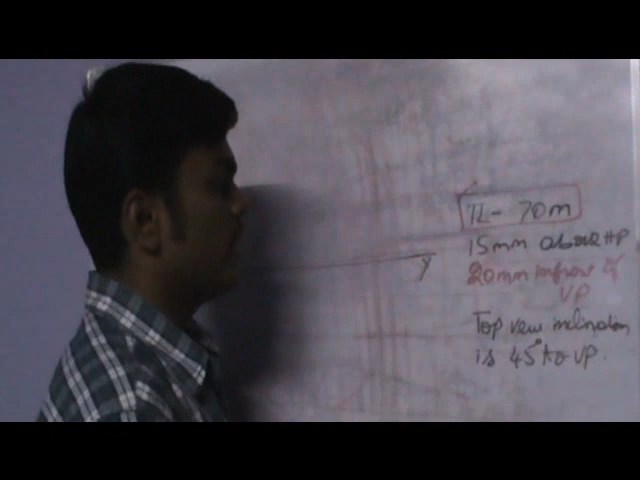 TL - 70m
15mm above HP
20mm infront of
VP
y
Top view inclination
is 45° to VP.